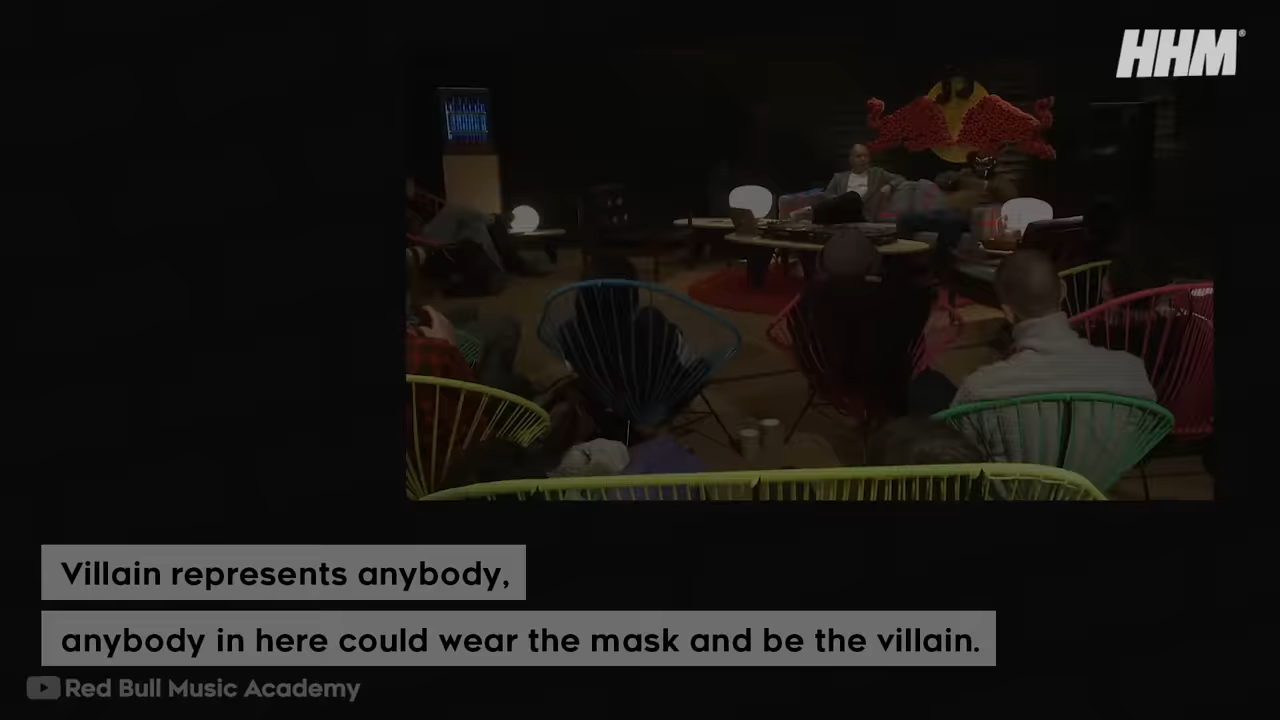 HHM®
Villain represents anybody,
anybody in here could wear the mask and be the villain.
Red Bull Music Academy